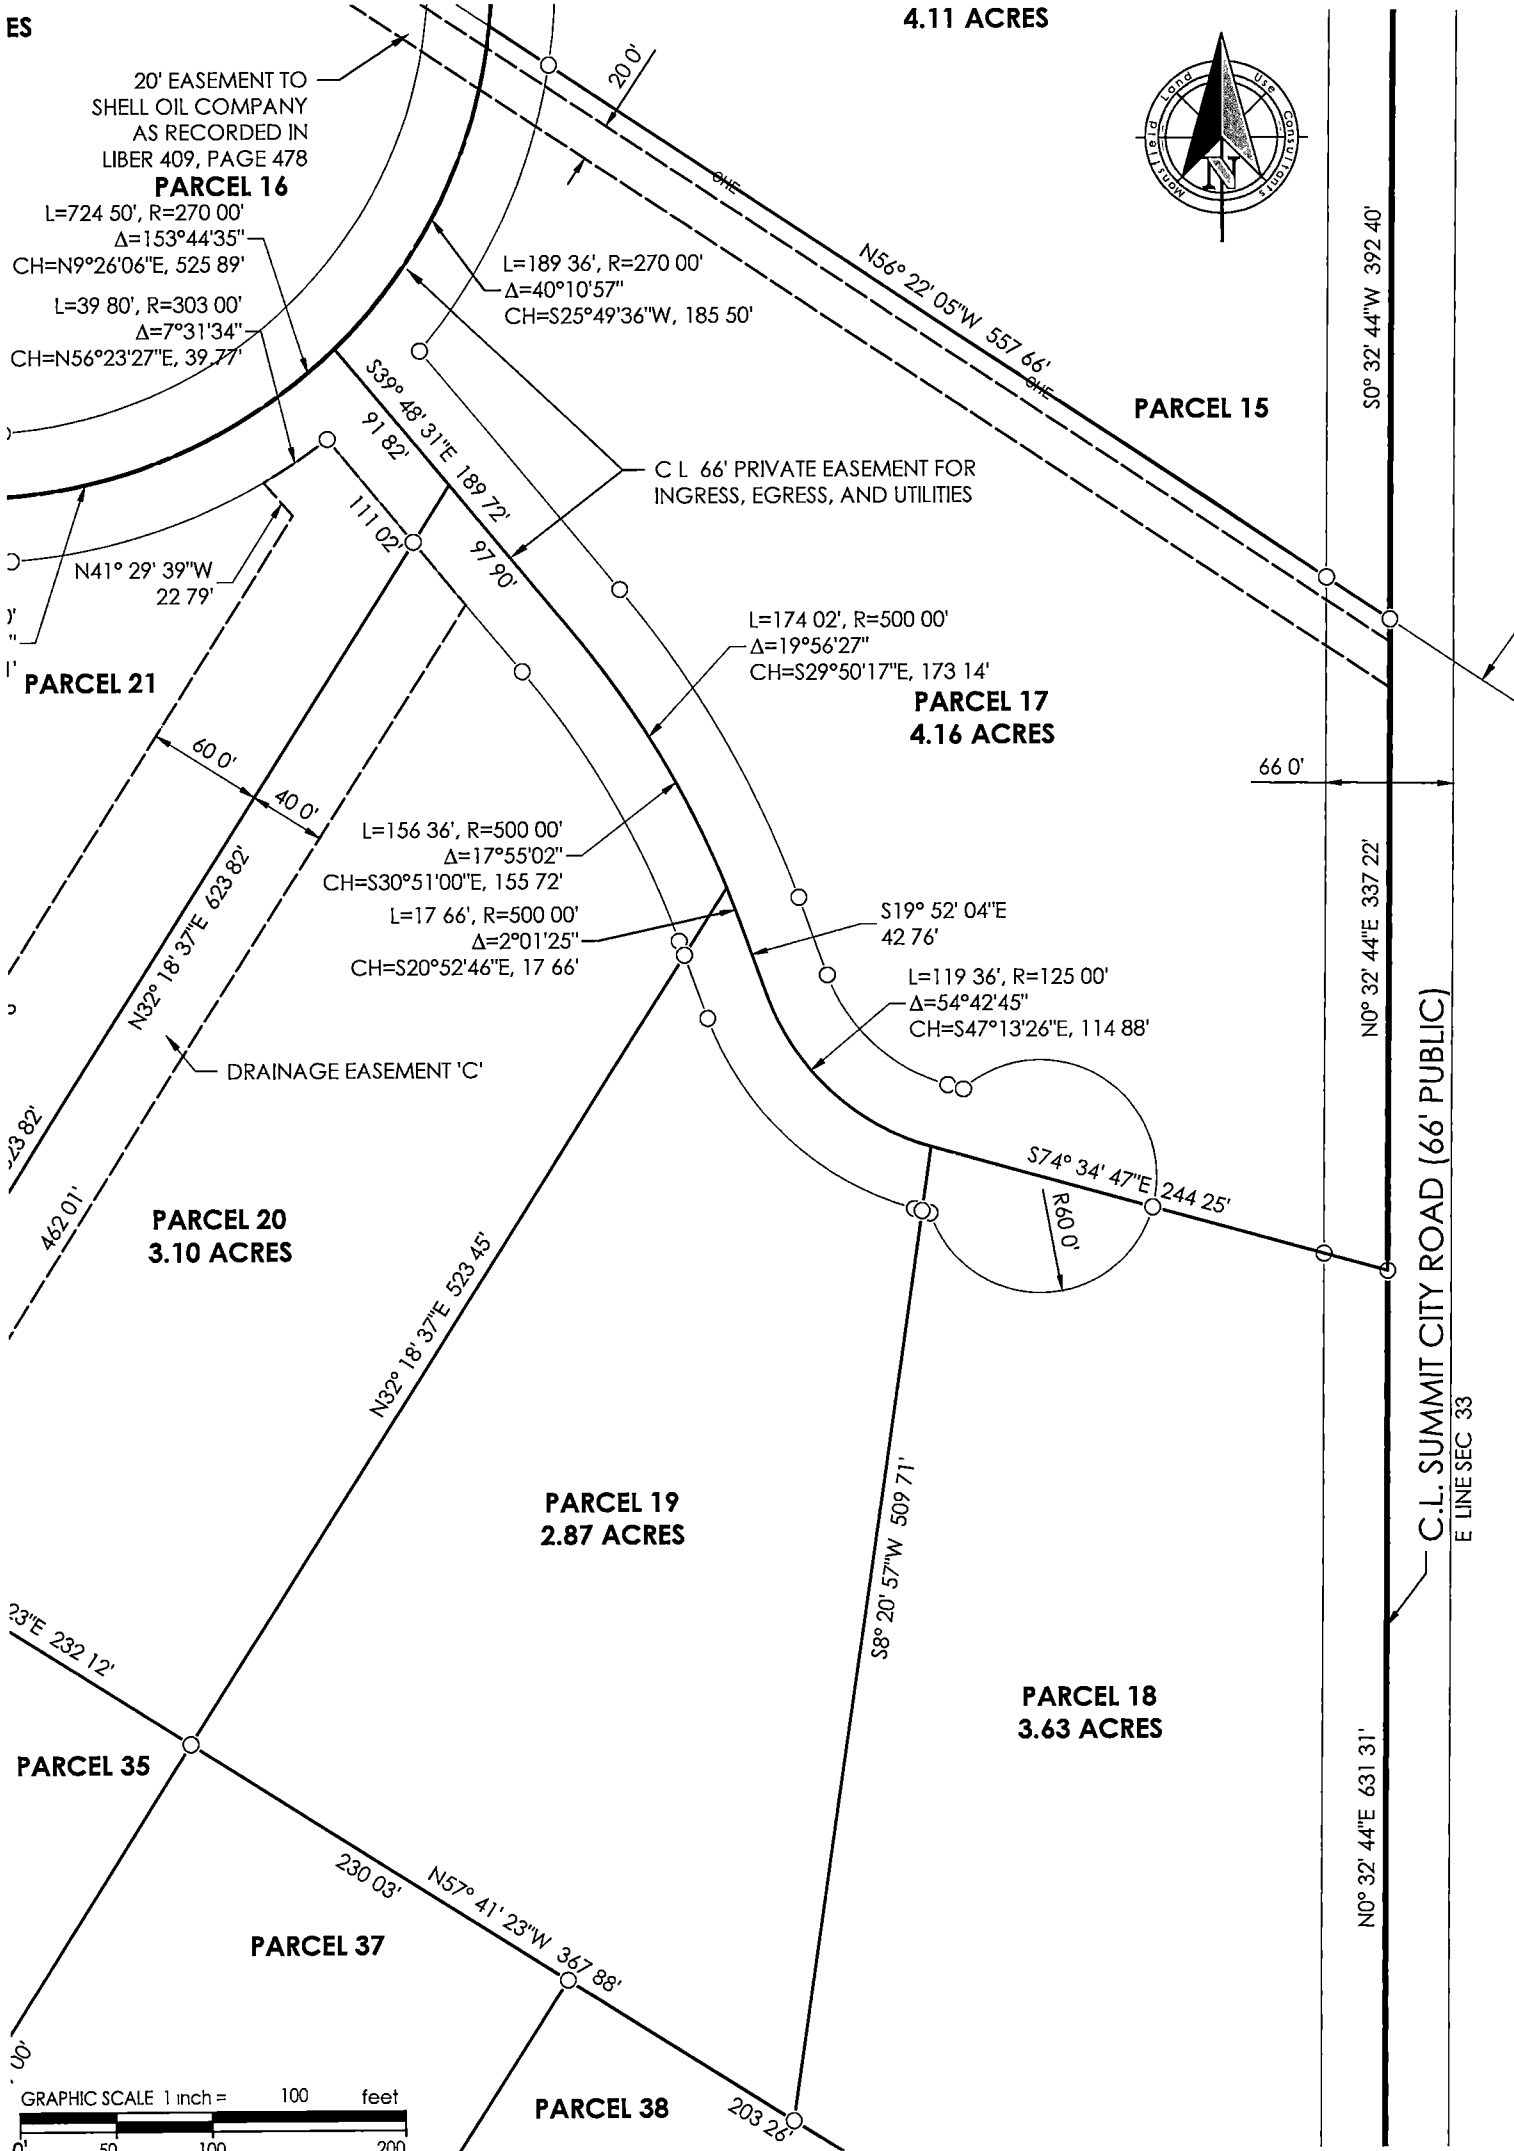 ES
4.11 ACRES
20' EASEMENT TO
SHELL OIL COMPANY
AS RECORDED IN
LIBER 409, PAGE 478
20 0'
Monsfield Land Use Consultants
N
PARCEL 16
L=724 50', R=270 00'
Δ=153°44'35"
CH=N9°26'06"E, 525 89'
L=39 80', R=303 00'
Δ=7°31'34"
CH=N56°23'27"E, 39.77'
L=189 36', R=270 00'
Δ=40°10'57"
CH=S25°49'36"W, 185 50'
OHE
N56° 22' 05"W 557 66'
OHE
S0° 32' 44"W 392 40'
PARCEL 15
S39° 48' 31"E 189 72'
91 82'
97 90'
111 02'
C L 66' PRIVATE EASEMENT FOR
INGRESS, EGRESS, AND UTILITIES
N41° 29' 39"W
22 79'
0'
"
1'
PARCEL 21
L=174 02', R=500 00'
Δ=19°56'27"
CH=S29°50'17"E, 173 14'
PARCEL 17
4.16 ACRES
66 0'
60 0'
40 0'
L=156 36', R=500 00'
Δ=17°55'02"
CH=S30°51'00"E, 155 72'
L=17 66', R=500 00'
Δ=2°01'25"
CH=S20°52'46"E, 17 66'
S19° 52' 04"E
42 76'
L=119 36', R=125 00'
Δ=54°42'45"
CH=S47°13'26"E, 114 88'
N0° 32' 44"E 337 22'
N32° 18' 37"E 623 82'
DRAINAGE EASEMENT 'C'
23 82'
462 01'
S74° 34' 47"E 244 25'
R60 0'
PARCEL 20
3.10 ACRES
N32° 18' 37"E 523 45'
C.L. SUMMIT CITY ROAD (66' PUBLIC)
E LINE SEC 33
PARCEL 19
2.87 ACRES
S8° 20' 57"W 509 71'
23"E 232 12'
PARCEL 18
3.63 ACRES
N0° 32' 44"E 631 31'
PARCEL 35
230 03'
N57° 41' 23"W 367 88'
PARCEL 37
00'
GRAPHIC SCALE 1 inch = 100 feet
0' 50 100 200
PARCEL 38
203 26'